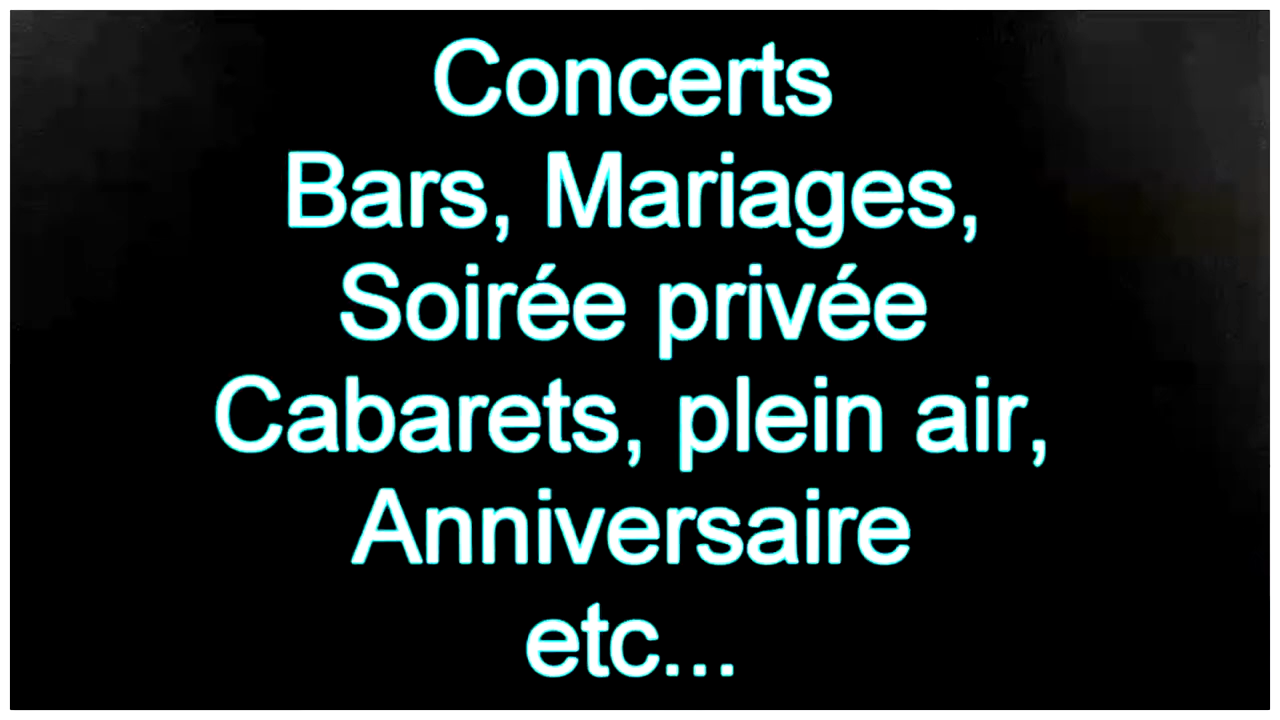 Concerts
Bars, Mariages,
Soirée privée
Cabarets, plein air,
Anniversaire
etc...